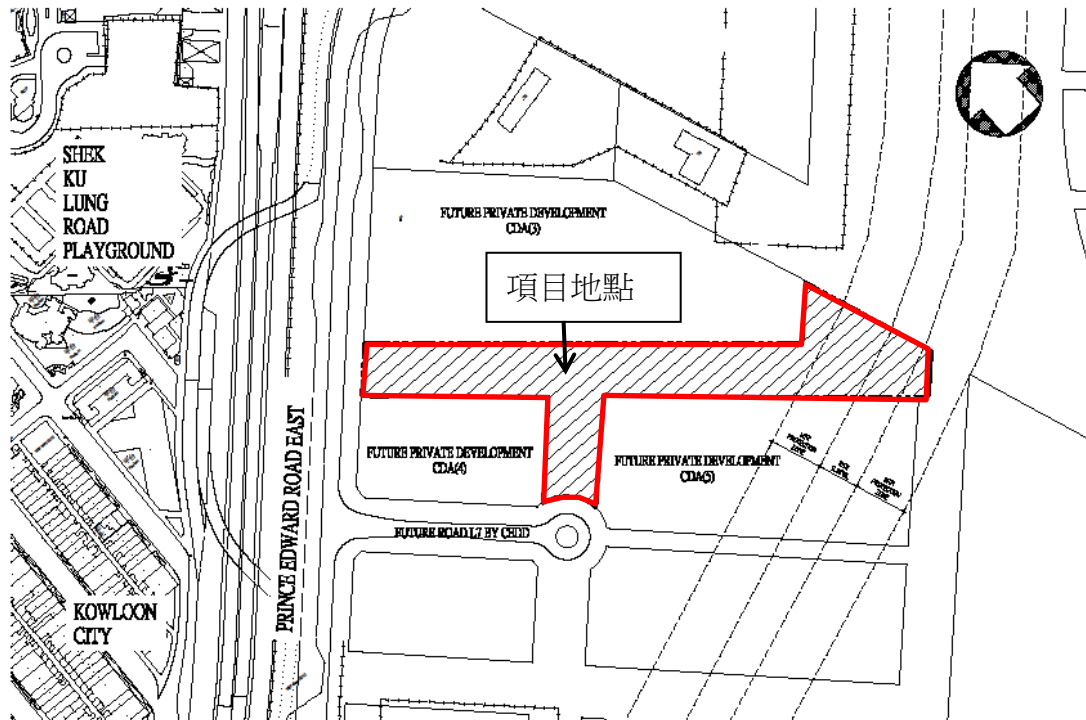 SHEK
KU
LUNG
ROAD
PLAYGROUND
FUTURE PRIVATE DEVELOPMENT
CDA(3)
項目地點
PRINCE EDWARD ROAD EAST
FUTURE PRIVATE DEVELOPMENT
CDA(4)
FUTURE PRIVATE DEVELOPMENT
CDA(5)
FUTURE ROAD L7 BY CEDD
KOWLOON
CITY